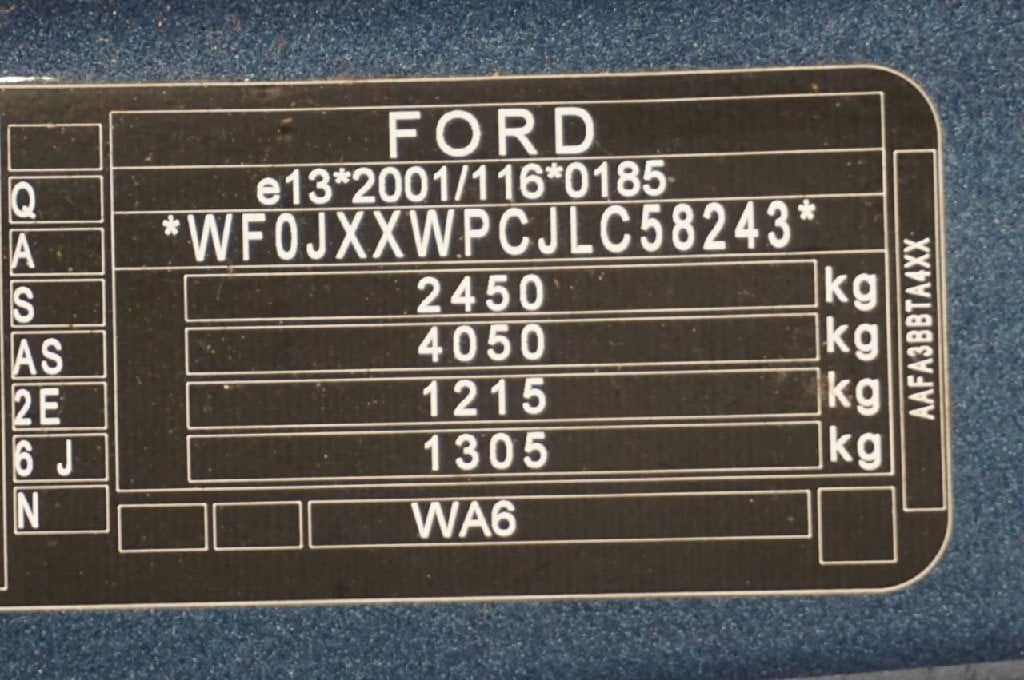 FORD
e13*2001/116*0185
*WF0JXXWPCJLC58243*
2450 kg
4050 kg
1215 kg
1305 kg
WA6
Q
A
S
AS
2E
6 J
N
AAFA3BBTA4XX